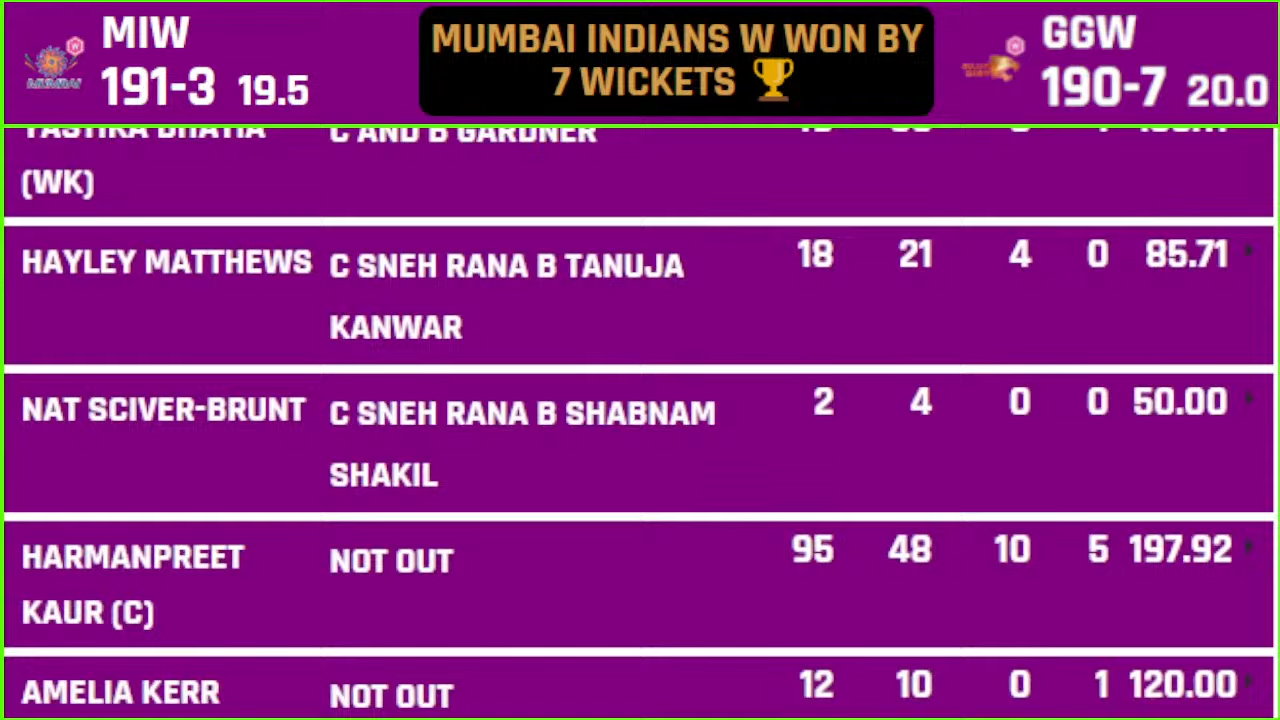 MIW
191-3 19.5
MUMBAI INDIANS W WON BY
7 WICKETS
GGW
190-7 20.0
YASTIKA BHATIA C AND B GARDNER
(WK)
HAYLEY MATTHEWS C SNEH RANA B TANUJA 18 21 4 0 85.71
KANWAR
NAT SCIVER-BRUNT C SNEH RANA B SHABNAM 2 4 0 0 50.00
SHAKIL
HARMANPREET NOT OUT 95 48 10 5 197.92
KAUR (C)
AMELIA KERR NOT OUT 12 10 0 1 120.00